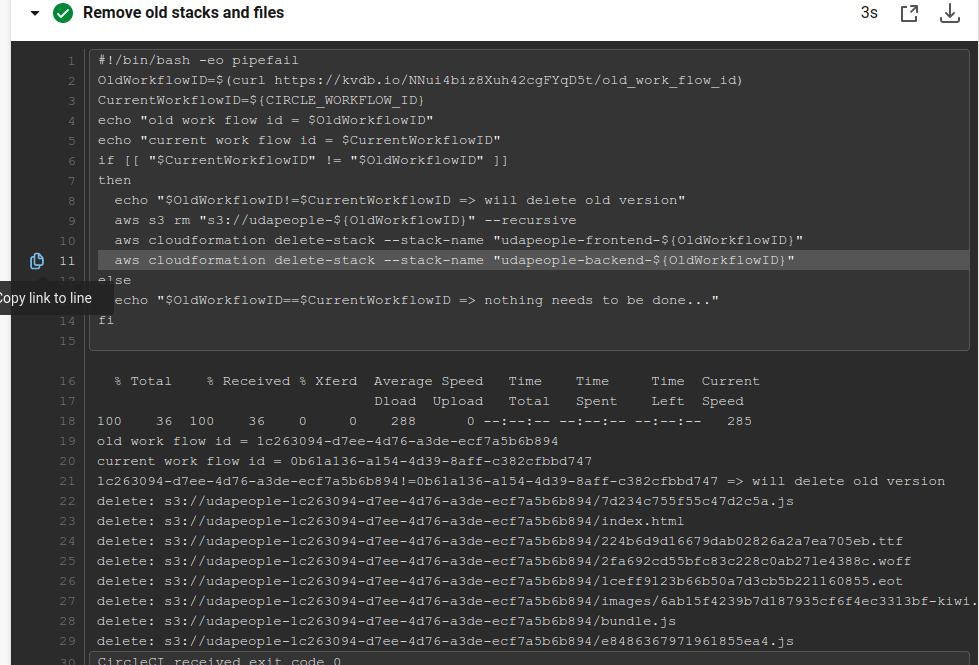 Remove old stacks and files 3s
1 #!/bin/bash -eo pipefail
2 OldWorkflowID=$(curl https://kvdb.io/NNui4biz8Xuh42cgFYqD5t/old_work_flow_id)
3 CurrentWorkflowID=${CIRCLE_WORKFLOW_ID}
4 echo "old work flow id = $OldWorkflowID"
5 echo "current work flow id = $CurrentWorkflowID"
6 if [[ "$CurrentWorkflowID" != "$OldWorkflowID" ]]
7 then
8 echo "$OldWorkflowID!=$CurrentWorkflowID => will delete old version"
9 aws s3 rm "s3://udapeople-${OldWorkflowID}" --recursive
10 aws cloudformation delete-stack --stack-name "udapeople-frontend-${OldWorkflowID}"
11 aws cloudformation delete-stack --stack-name "udapeople-backend-${OldWorkflowID}"
12 else
Copy link to line echo "$OldWorkflowID==$CurrentWorkflowID => nothing needs to be done..."
14 fi
15
16 % Total % Received % Xferd Average Speed Time Time Time Current
17 Dload Upload Total Spent Left Speed
18 100 36 100 36 0 0 288 0 --:--:-- --:--:-- --:--:-- 285
19 old work flow id = 1c263094-d7ee-4d76-a3de-ecf7a5b6b894
20 current work flow id = 0b61a136-a154-4d39-8aff-c382cfbbd747
21 1c263094-d7ee-4d76-a3de-ecf7a5b6b894!=0b61a136-a154-4d39-8aff-c382cfbbd747 => will delete old version
22 delete: s3://udapeople-1c263094-d7ee-4d76-a3de-ecf7a5b6b894/7d234c755f55c47d2c5a.js
23 delete: s3://udapeople-1c263094-d7ee-4d76-a3de-ecf7a5b6b894/index.html
24 delete: s3://udapeople-1c263094-d7ee-4d76-a3de-ecf7a5b6b894/224b6d9d16679dab02826a2a7ea705eb.ttf
25 delete: s3://udapeople-1c263094-d7ee-4d76-a3de-ecf7a5b6b894/2fa692cd55bfc83c228c0ab271e4388c.woff
26 delete: s3://udapeople-1c263094-d7ee-4d76-a3de-ecf7a5b6b894/1ceff9123b66b50a7d3cb5b221160855.eot
27 delete: s3://udapeople-1c263094-d7ee-4d76-a3de-ecf7a5b6b894/images/6ab15f4239b7d187935cf6f4ec3313bf-kiwi.
28 delete: s3://udapeople-1c263094-d7ee-4d76-a3de-ecf7a5b6b894/bundle.js
29 delete: s3://udapeople-1c263094-d7ee-4d76-a3de-ecf7a5b6b894/e8486367971961855ea4.js
30 CircleCI received exit code 0